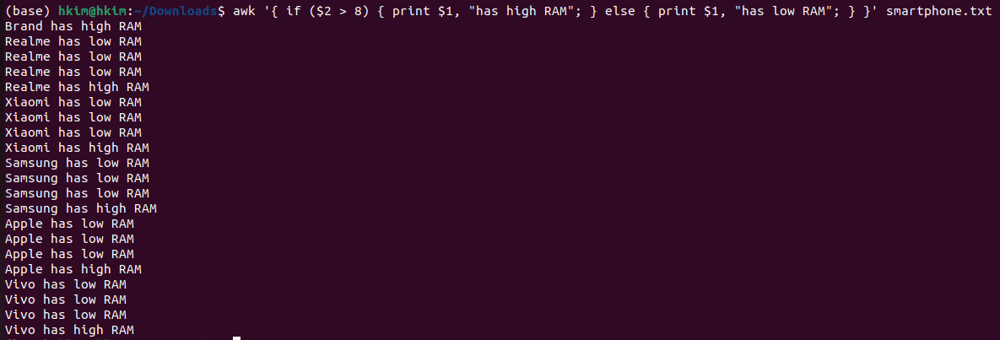 (base) hkim@hkim:~/Downloads$ awk '{ if ($2 > 8) { print $1, "has high RAM"; } else { print $1, "has low RAM"; } }' smartphone.txt
Brand has high RAM
Realme has low RAM
Realme has low RAM
Realme has low RAM
Realme has high RAM
Xiaomi has low RAM
Xiaomi has low RAM
Xiaomi has low RAM
Xiaomi has high RAM
Samsung has low RAM
Samsung has low RAM
Samsung has low RAM
Samsung has high RAM
Apple has low RAM
Apple has low RAM
Apple has low RAM
Apple has high RAM
Vivo has low RAM
Vivo has low RAM
Vivo has low RAM
Vivo has high RAM